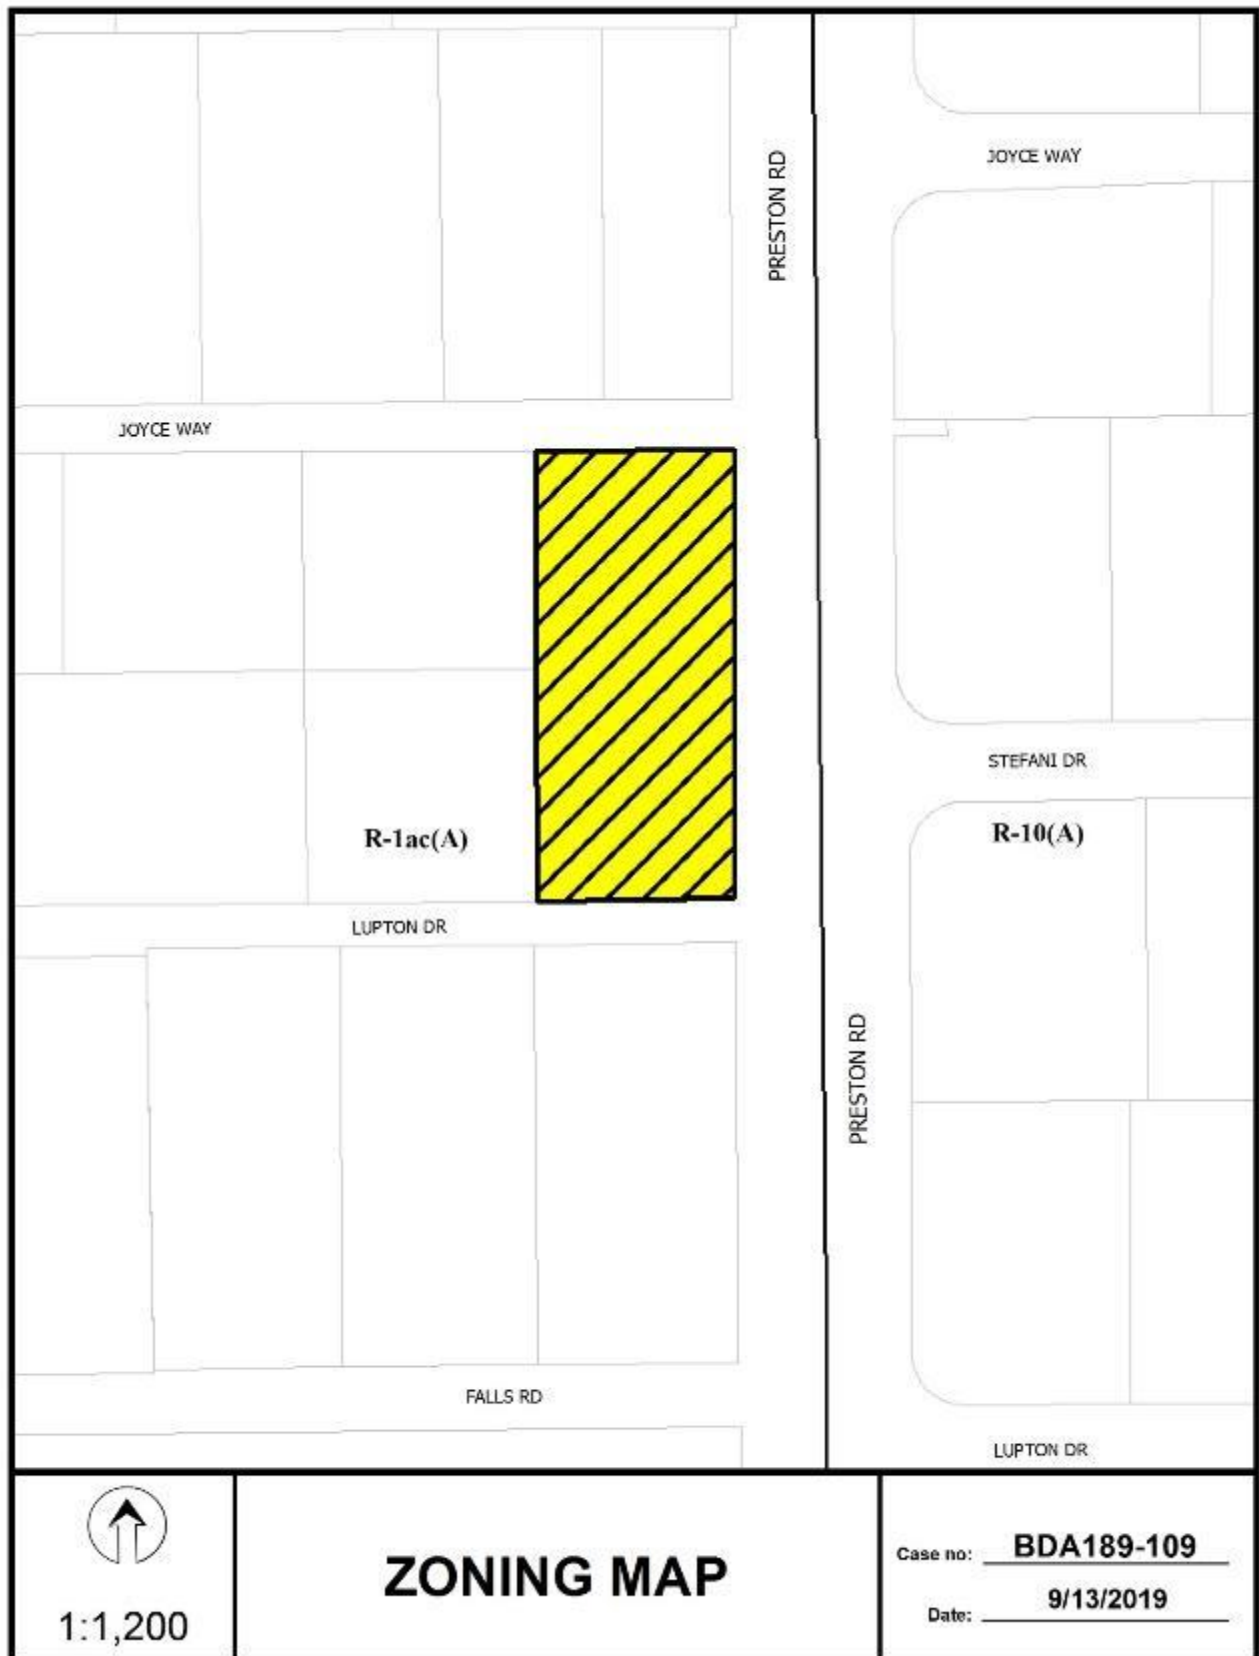 PRESTON RD
JOYCE WAY
JOYCE WAY
STEFANI DR
R-1ac(A)
R-10(A)
LUPTON DR
PRESTON RD
FALLS RD
LUPTON DR
1:1,200
ZONING MAP
Case no: BDA189-109
Date: 9/13/2019